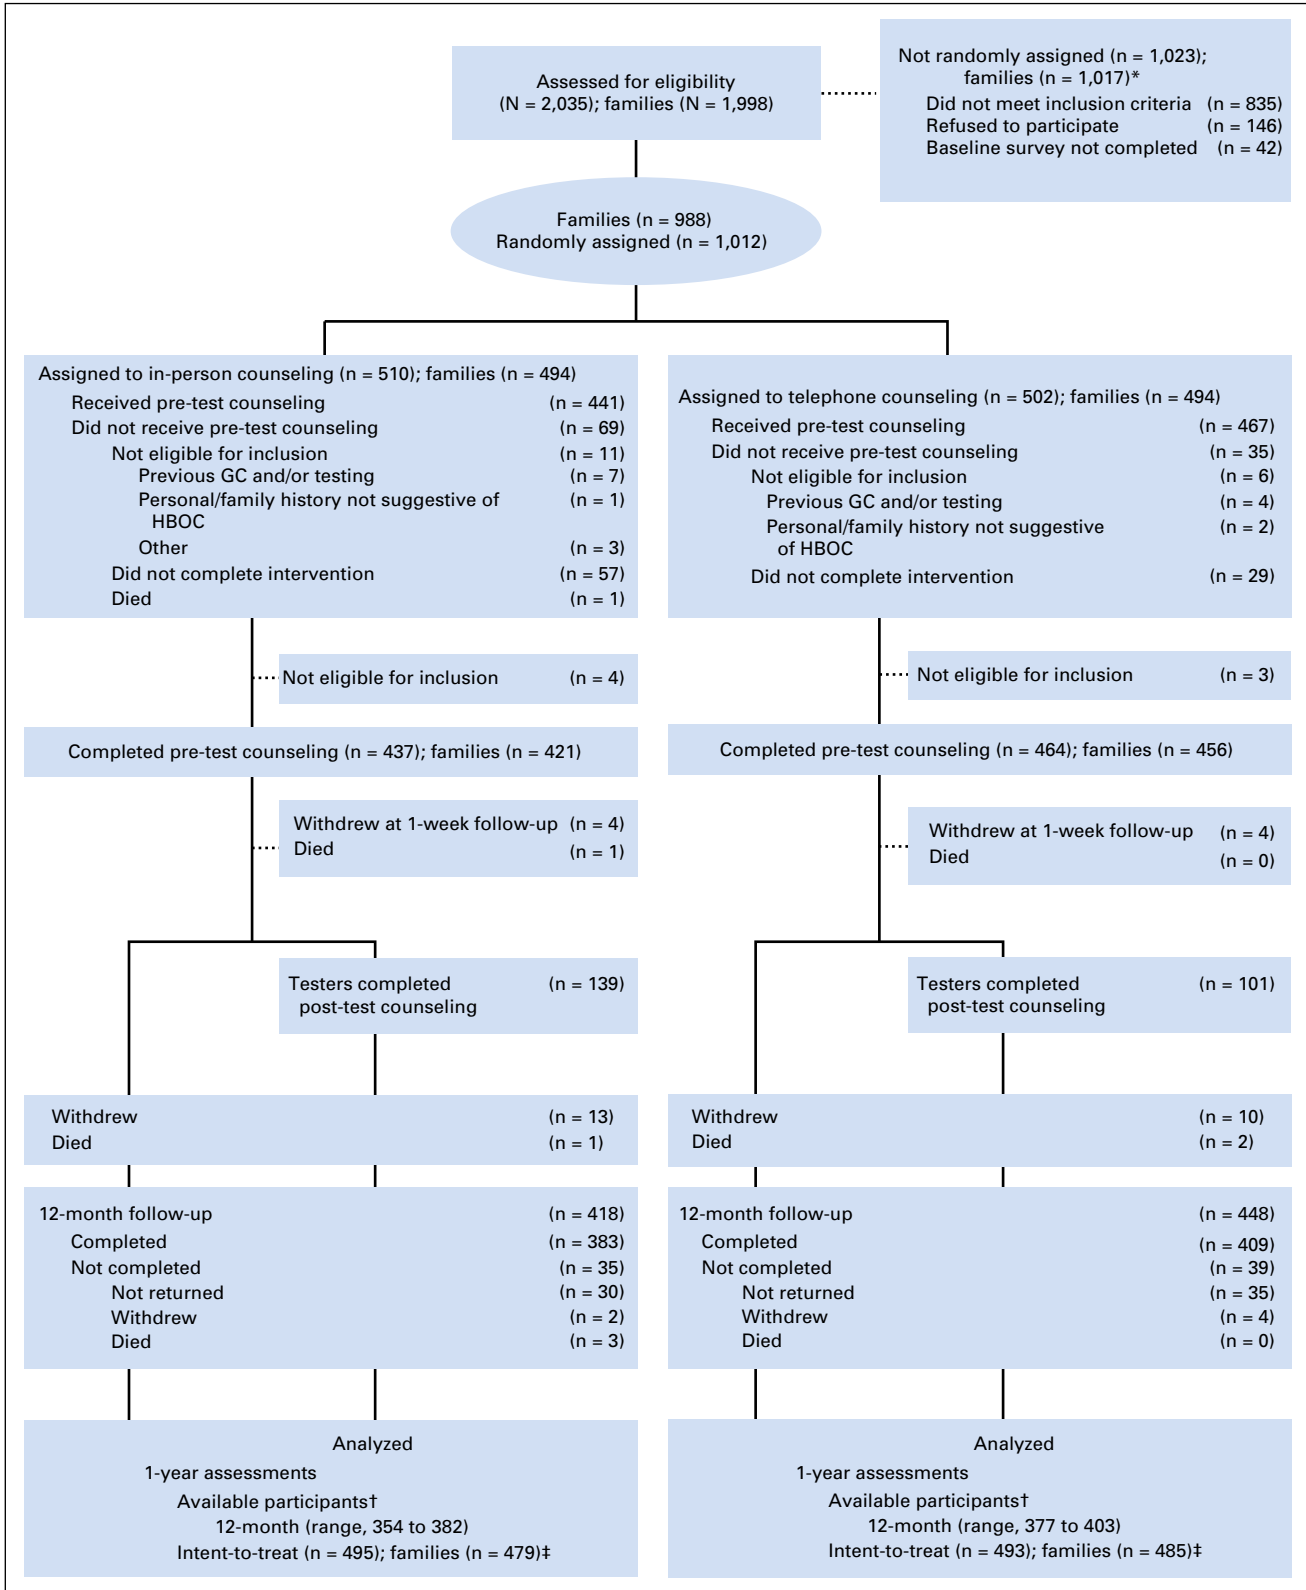 Assessed for eligibility
(N = 2,035); families (N = 1,998)
Not randomly assigned (n = 1,023);
families (n = 1,017)*
Did not meet inclusion criteria (n = 835)
Refused to participate (n = 146)
Baseline survey not completed (n = 42)
Families (n = 988)
Randomly assigned (n = 1,012)
Assigned to in-person counseling (n = 510); families (n = 494)
Received pre-test counseling (n = 441)
Did not receive pre-test counseling (n = 69)
Not eligible for inclusion (n = 11)
Previous GC and/or testing (n = 7)
Personal/family history not suggestive of (n = 1)
HBOC
Other (n = 3)
Did not complete intervention (n = 57)
Died (n = 1)
Assigned to telephone counseling (n = 502); families (n = 494)
Received pre-test counseling (n = 467)
Did not receive pre-test counseling (n = 35)
Not eligible for inclusion (n = 6)
Previous GC and/or testing (n = 4)
Personal/family history not suggestive (n = 2)
of HBOC
Did not complete intervention (n = 29)
Not eligible for inclusion (n = 4)
Not eligible for inclusion (n = 3)
Completed pre-test counseling (n = 437); families (n = 421)
Completed pre-test counseling (n = 464); families (n = 456)
Withdrew at 1-week follow-up (n = 4)
Died (n = 1)
Withdrew at 1-week follow-up (n = 4)
Died (n = 0)
Testers completed (n = 139)
post-test counseling
Testers completed (n = 101)
post-test counseling
Withdrew (n = 13)
Died (n = 1)
Withdrew (n = 10)
Died (n = 2)
12-month follow-up (n = 418)
Completed (n = 383)
Not completed (n = 35)
Not returned (n = 30)
Withdrew (n = 2)
Died (n = 3)
12-month follow-up (n = 448)
Completed (n = 409)
Not completed (n = 39)
Not returned (n = 35)
Withdrew (n = 4)
Died (n = 0)
Analyzed
1-year assessments
Available participants†
12-month (range, 354 to 382)
Intent-to-treat (n = 495); families (n = 479)‡
Analyzed
1-year assessments
Available participants†
12-month (range, 377 to 403)
Intent-to-treat (n = 493); families (n = 485)‡